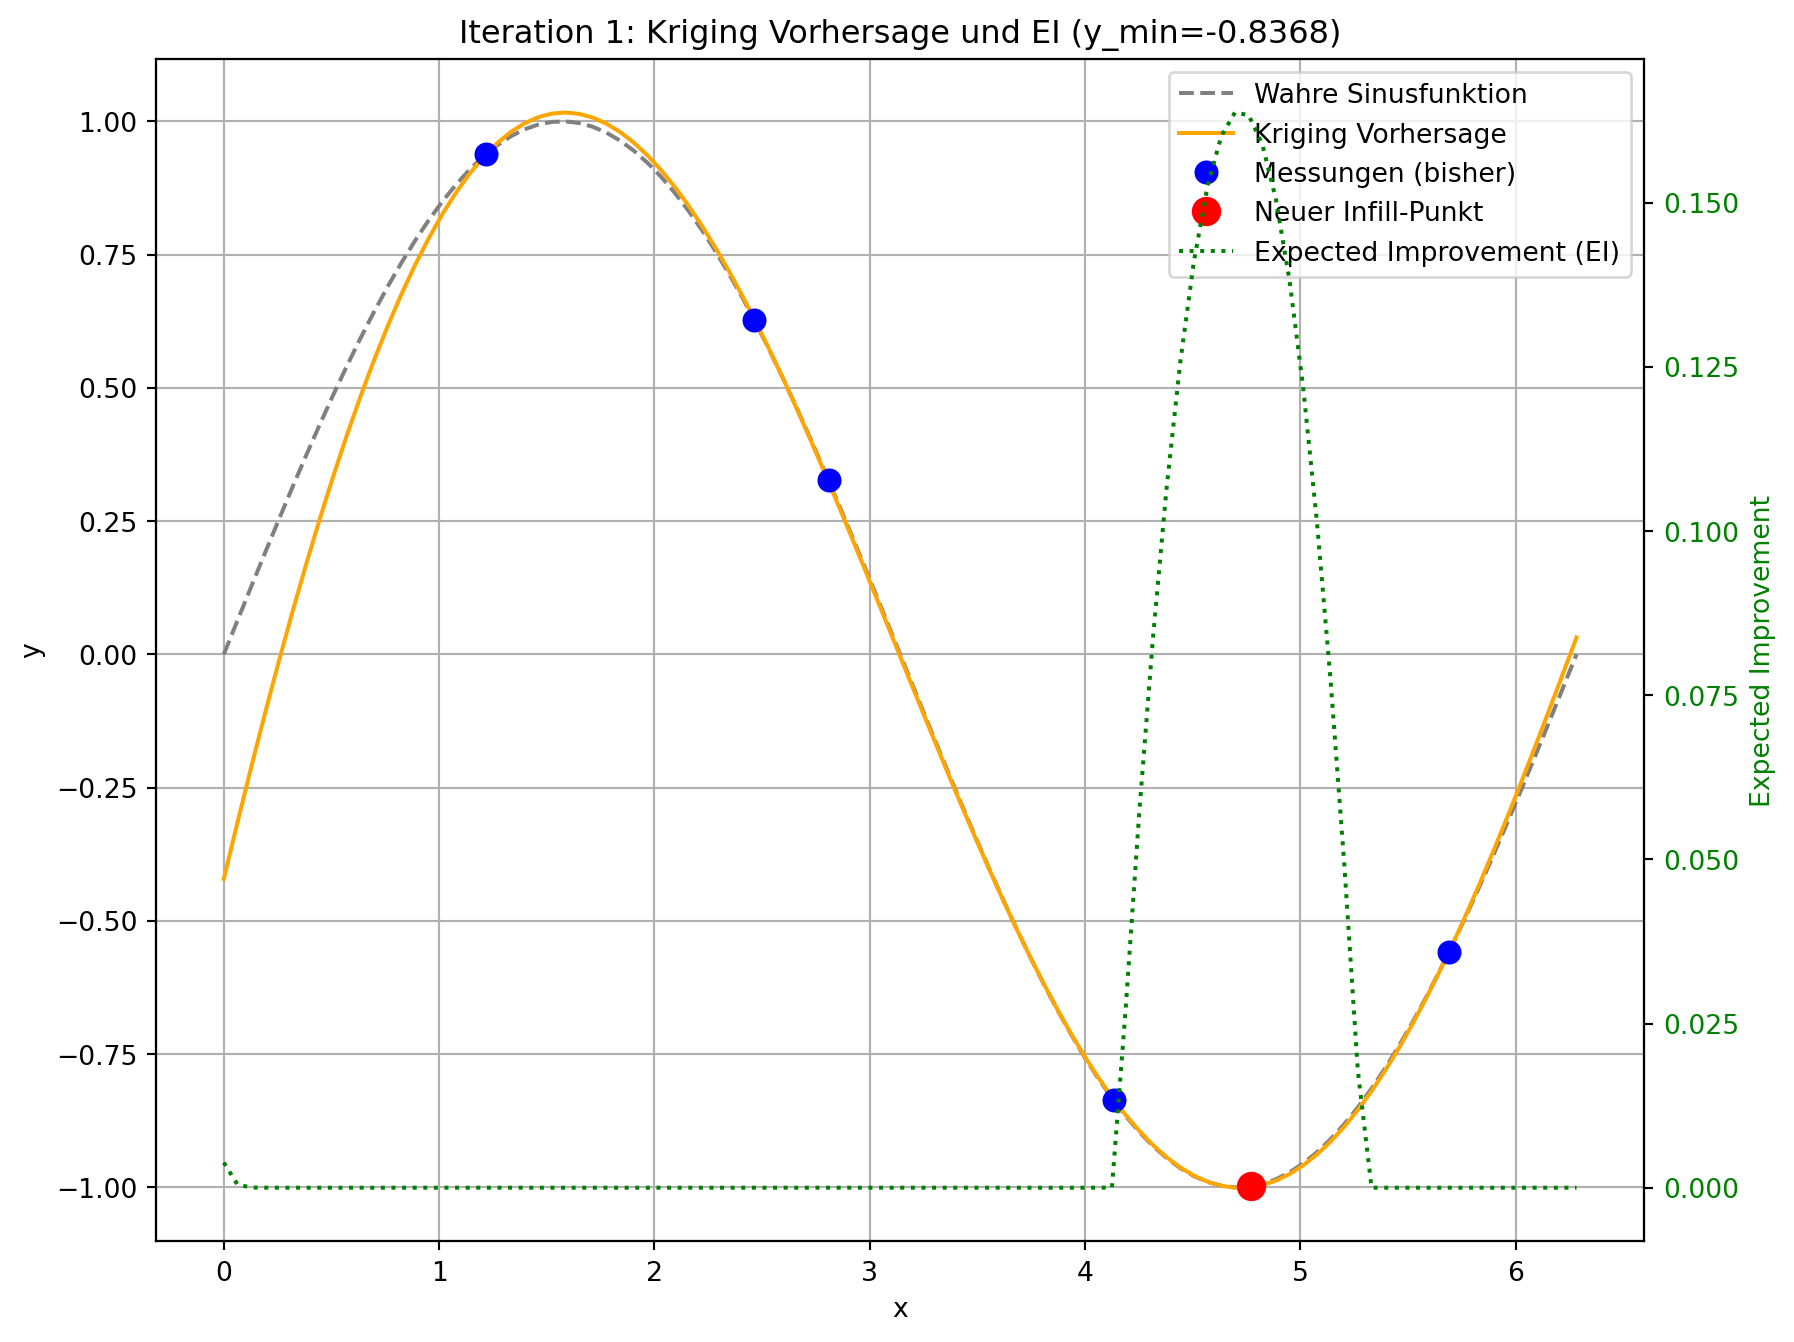 Iteration 1: Kriging Vorhersage und EI (y_min=-0.8368)
Wahre Sinusfunktion
Kriging Vorhersage
Messungen (bisher)
Neuer Infill-Punkt
Expected Improvement (EI)
y
1.00
0.75
0.50
0.25
0.00
−0.25
−0.50
−0.75
−1.00
0.150
0.125
0.100
0.075
0.050
0.025
0.000
Expected Improvement
0 1 2 3 4 5 6
x